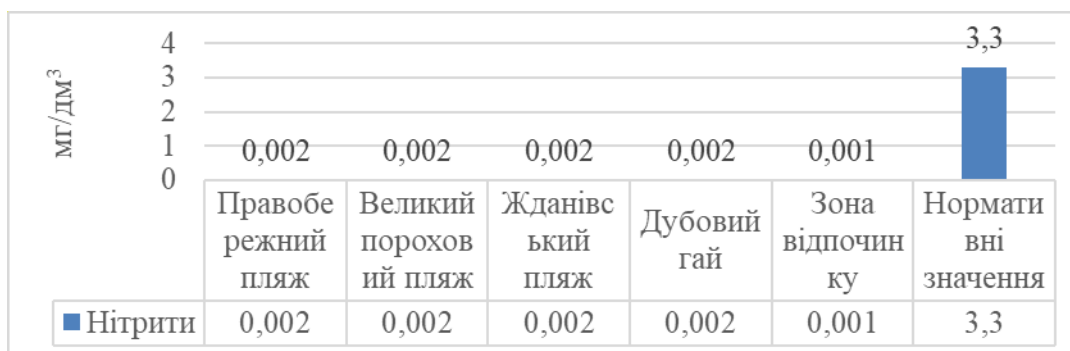 мг/дм³
4
3
2
1
0
3,3
0,002 0,002 0,002 0,002 0,001
Правобе
режний
пляж
Великий
порохов
ий пляж
Жданівс
ький
пляж
Дубовий
гай
Зона
відпочин
ку
Нормати
вні
значення
Нітрити 0,002 0,002 0,002 0,002 0,001 3,3